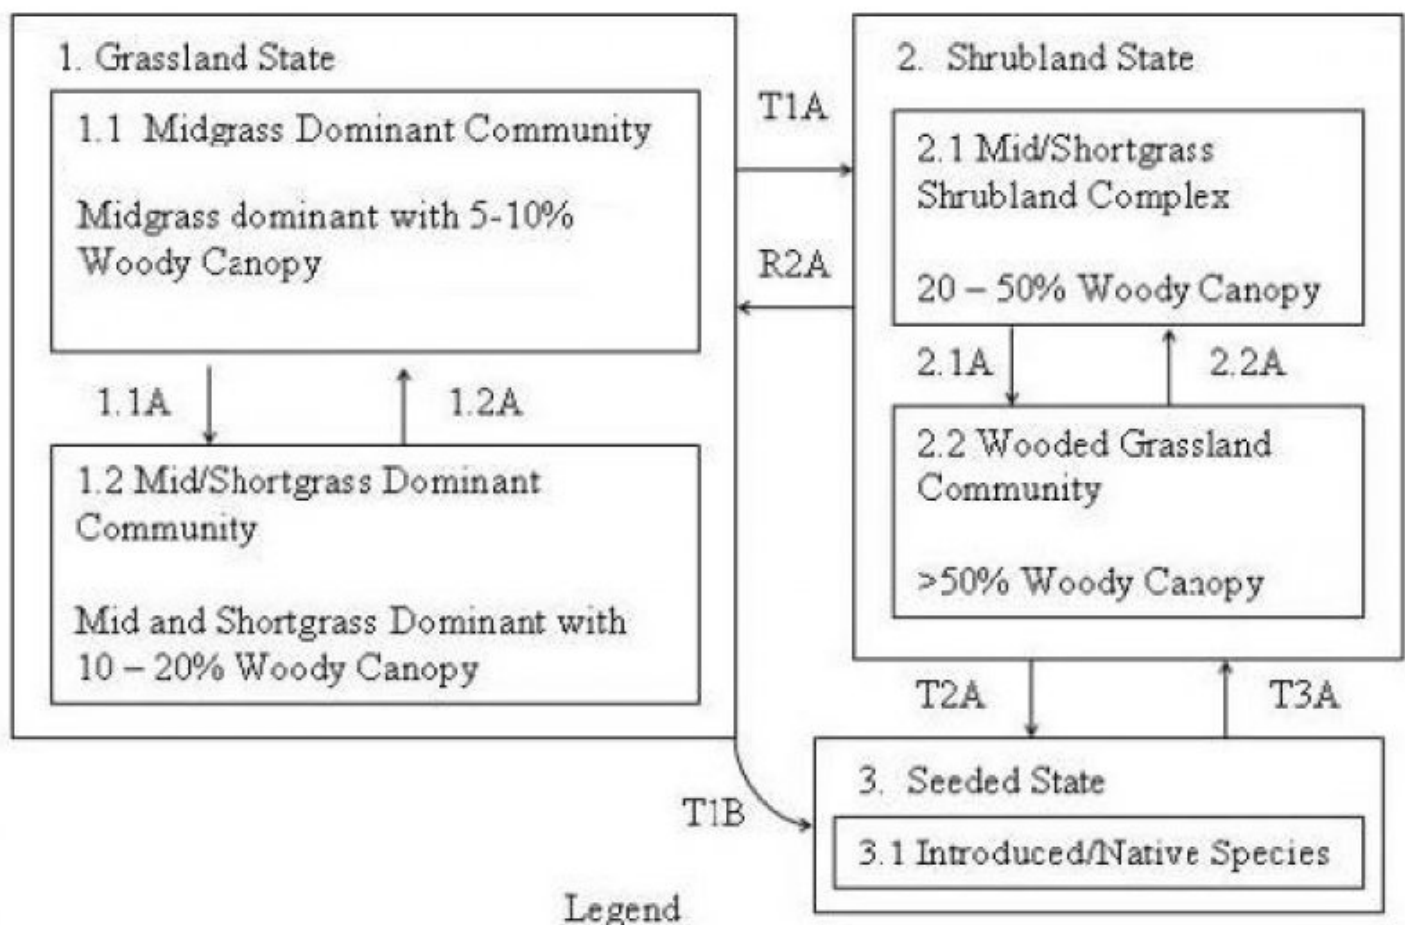 1. Grassland State
1.1 Midgrass Dominant Community
Midgrass dominant with 5-10%
Woody Canopy
1.1A
1.2A
1.2 Mid/Shortgrass Dominant
Community
Mid and Shortgrass Dominant with
10 – 20% Woody Canopy
T1A
R2A
2. Shrubland State
2.1 Mid/Shortgrass
Shrubland Complex
20 – 50% Woody Canopy
2.1A
2.2A
2.2 Wooded Grassland
Community
>50% Woody Canopy
T2A
T3A
T1B
3. Seeded State
3.1 Introduced/Native Species
Legend